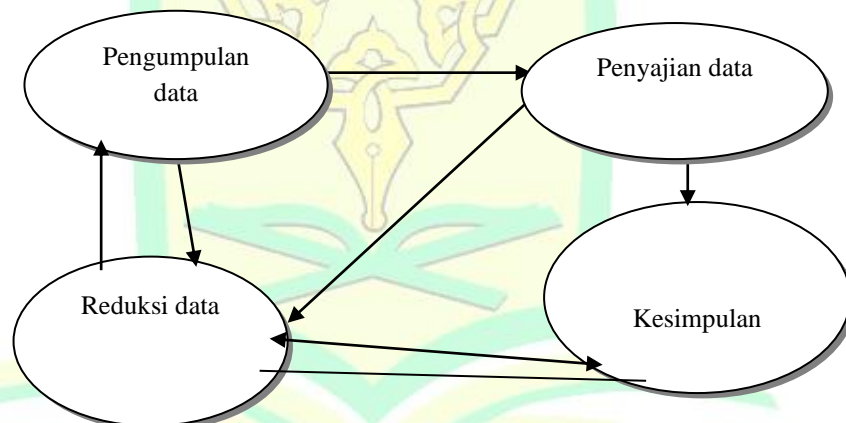 Pengumpulan
data
Penyajian data
Reduksi data
Kesimpulan